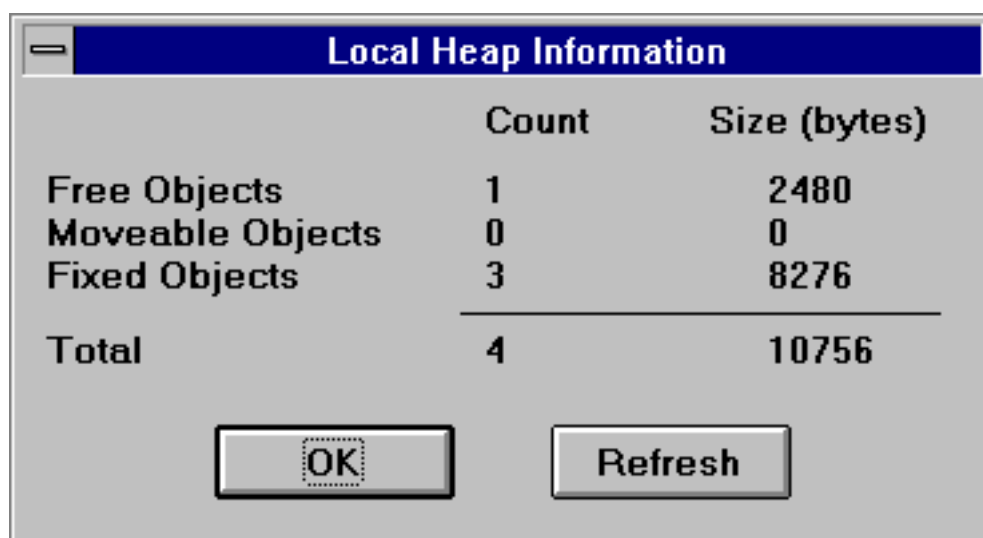 Local Heap Information
Count Size (bytes)
Free Objects 1 2480
Moveable Objects 0 0
Fixed Objects 3 8276
Total 4 10756
OK Refresh